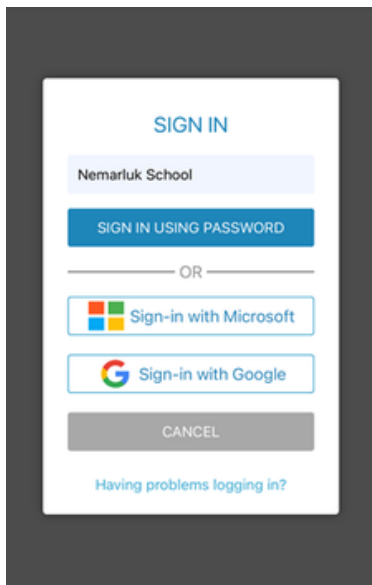 SIGN IN
Nemarluk School
SIGN IN USING PASSWORD
OR
Sign-in with Microsoft
Sign-in with Google
CANCEL
Having problems logging in?